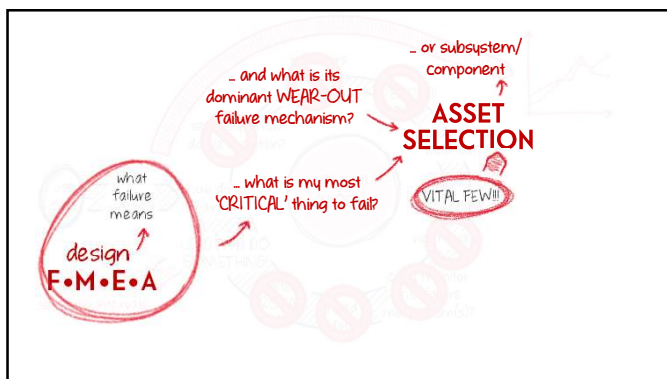 ... or subsystem/
component
... and what is its
dominant WEAR-OUT
failure mechanism?
ASSET
SELECTION
what
failure
means
... what is my most
'CRITICAL' thing to fail?
VITAL FEW!!!
design
F•M•E•A